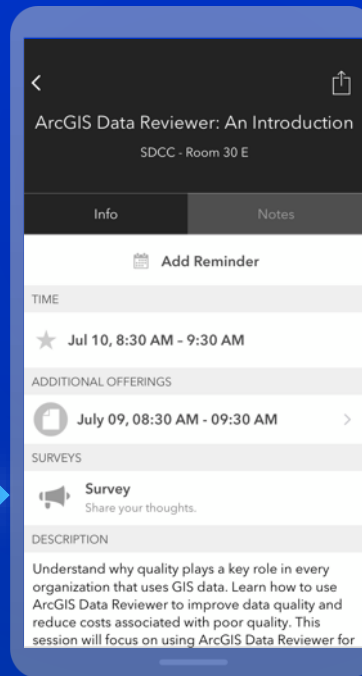 ArcGIS Data Reviewer: An Introduction
SDCC - Room 30 E
Info Notes
Add Reminder
TIME
Jul 10, 8:30 AM – 9:30 AM
ADDITIONAL OFFERINGS
July 09, 08:30 AM - 09:30 AM
SURVEYS
Survey
Share your thoughts.
DESCRIPTION
Understand why quality plays a key role in every
organization that uses GIS data. Learn how to use
ArcGIS Data Reviewer to improve data quality and
reduce costs associated with poor quality. This
session will focus on using ArcGIS Data Reviewer for